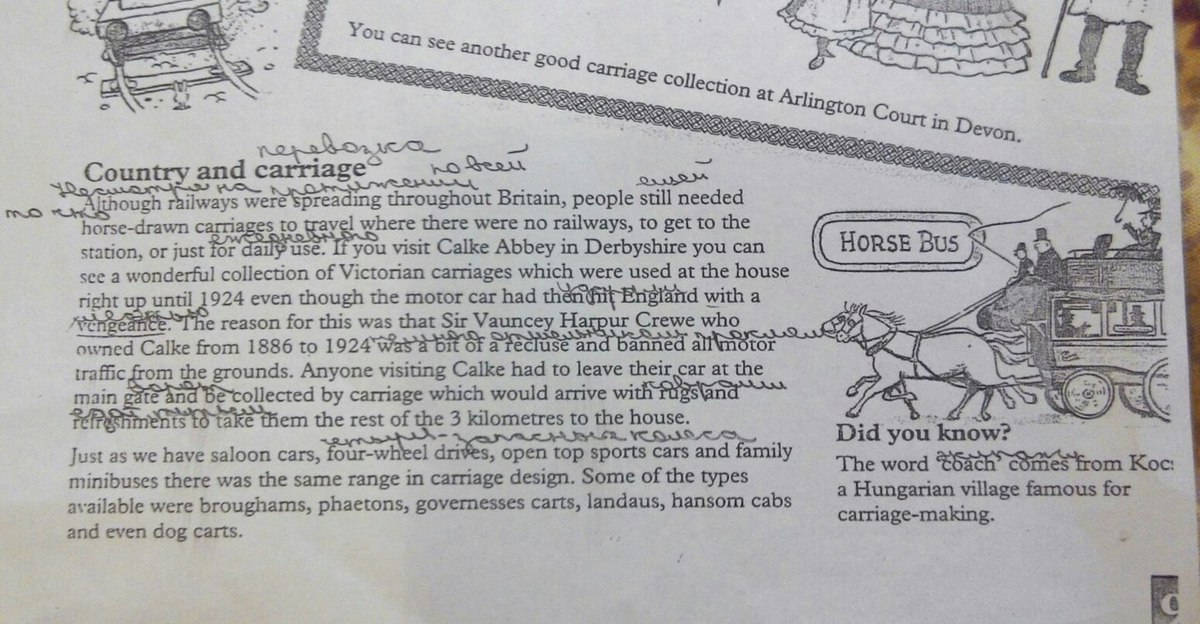 You can see another good carriage collection at Arlington Court in Devon.
перевозка
Country and carriage
по всей
Несмотря на протяжении
то что
Although railways were spreading throughout Britain, people still needed
horse-drawn carriages to travel where there were no railways, to get to the
ежедневного
station, or just for daily use. If you visit Calke Abbey in Derbyshire you can
see a wonderful collection of Victorian carriages which were used at the house
right up until 1924 even though the motor car had then hit England with a
vengeance. The reason for this was that Sir Vauncey Harpur Crewe who
owned Calke from 1886 to 1924 was a bit of a recluse and banned all motor
traffic from the grounds. Anyone visiting Calke had to leave their car at the
коврами
main gate and be collected by carriage which would arrive with rugs and
refreshments to take them the rest of the 3 kilometres to the house.
Just as we have saloon cars, four-wheel drives, open top sports cars and family
minibuses there was the same range in carriage design. Some of the types
available were broughams, phaetons, governesses carts, landaus, hansom cabs
and even dog carts.
HORSE BUS
Did you know?
The word 'coach' comes from Kocs
a Hungarian village famous for
carriage-making.